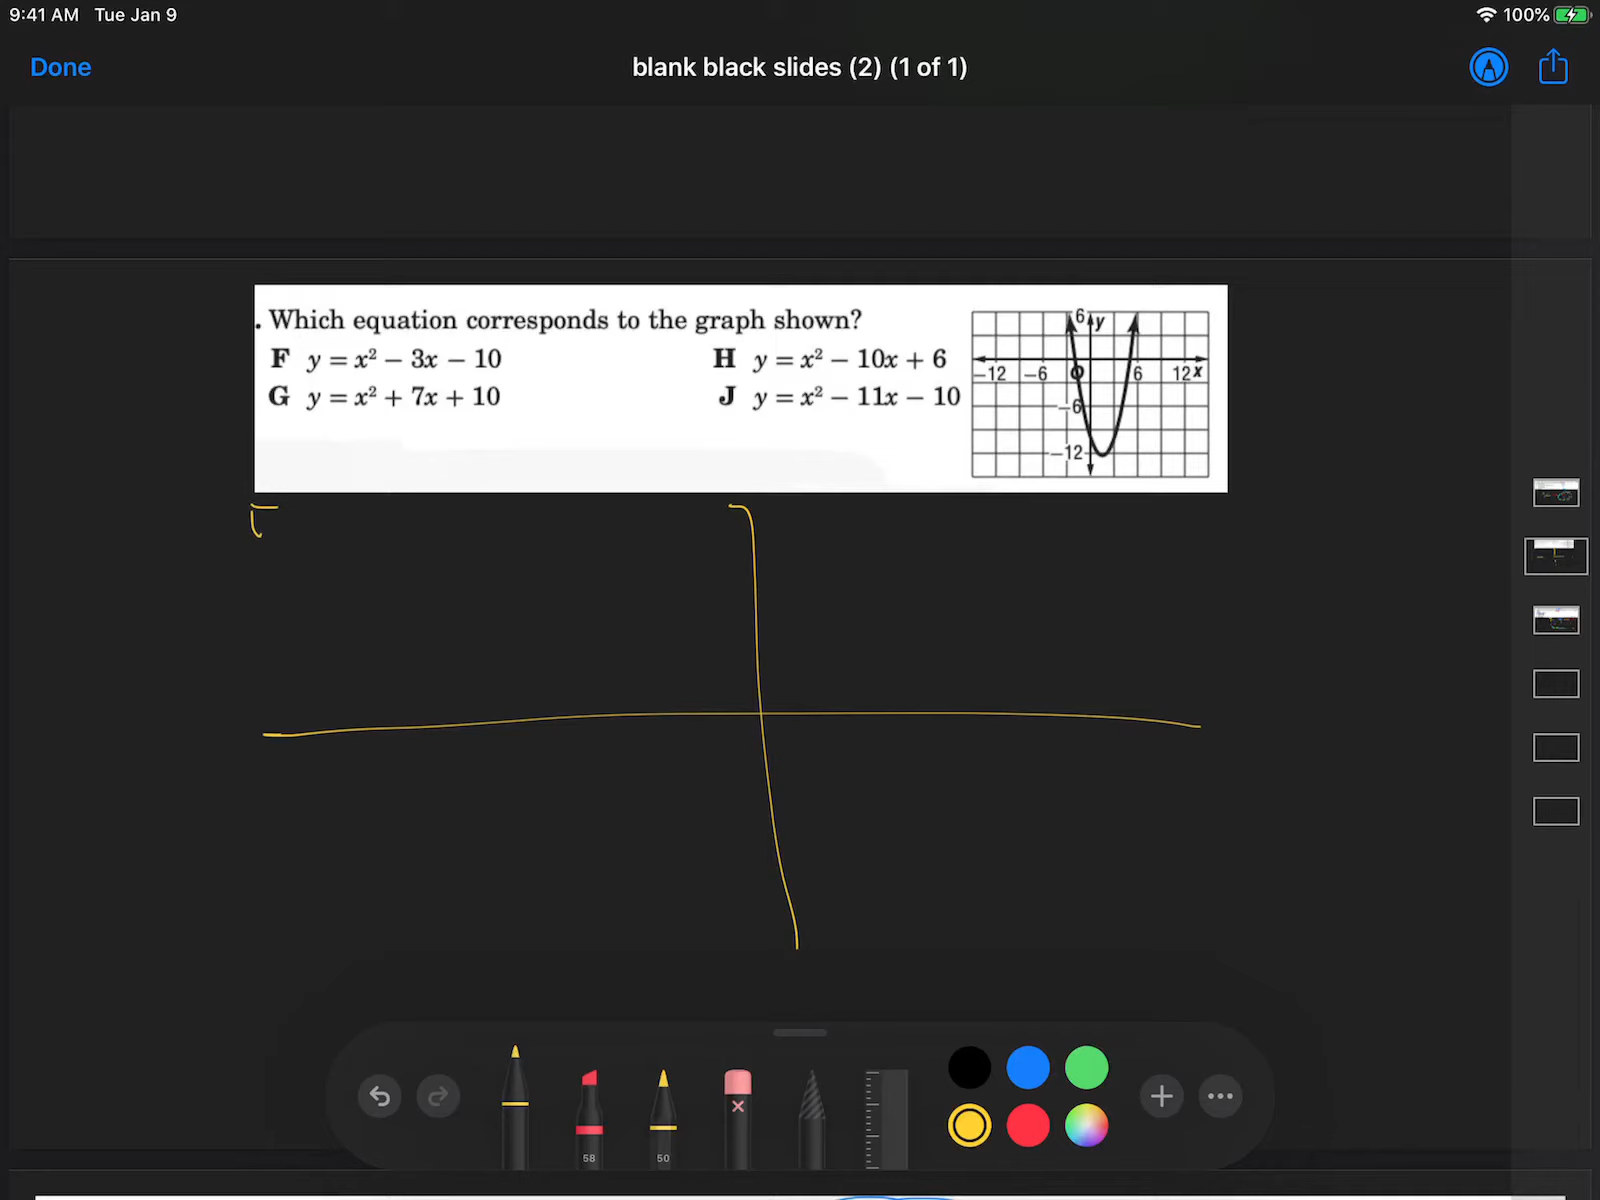 9:41 AM Tue Jan 9
100%
Done
blank black slides (2) (1 of 1)
. Which equation corresponds to the graph shown?
F y = x² − 3x − 10
H y = x² − 10x + 6
G y = x² + 7x + 10
J y = x² − 11x − 10
6 y
−12 −6 O 6 12 x
−6
−12
58
50